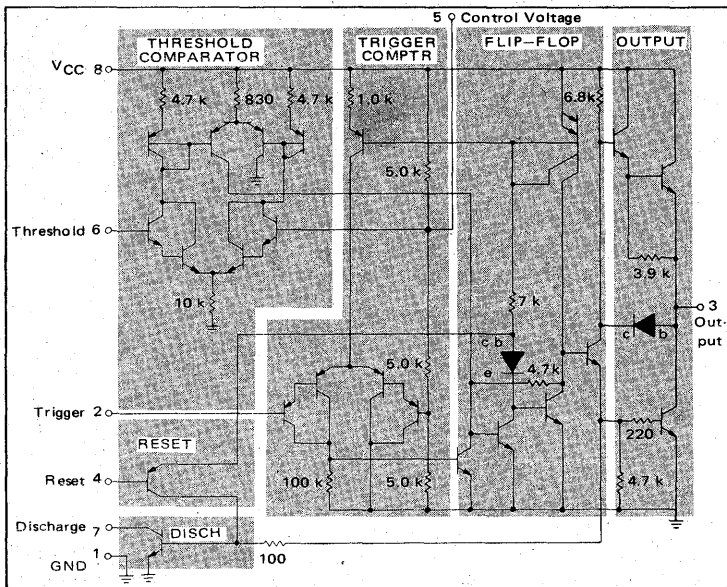 5 Control Voltage
THRESHOLD
COMPARATOR
TRIGGER
COMPTR
FLIP-FLOP
OUTPUT
VCC 8
4.7 k
830
4.7 k
1.0 k
6.8k
5.0 k
Threshold 6
3.9 k
10 k
7 k
3
Out-
put
c b
c b
5.0 k
e
4.7k
Trigger 2
220
RESET
Reset 4
100 k
5.0 k
4.7 k
Discharge
7
DISCH
1
GND
100